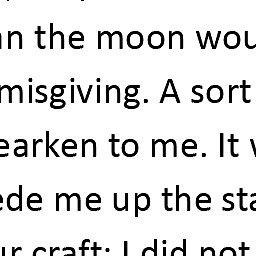 an the moon wou
misgiving. A sort
earken to me. It w
ede me up the sta
ur craft; I did not